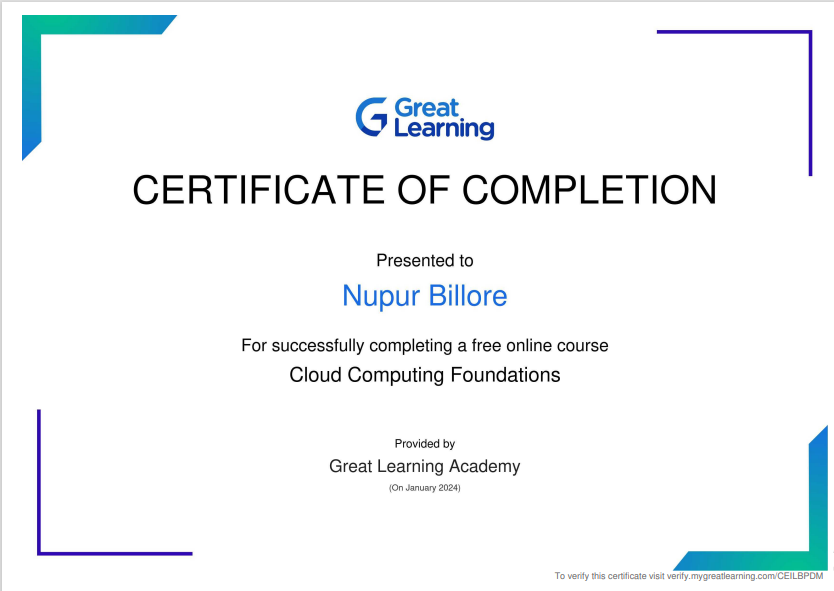 Great
Learning
CERTIFICATE OF COMPLETION
Presented to
Nupur Billore
For successfully completing a free online course
Cloud Computing Foundations
Provided by
Great Learning Academy
(On January 2024)
To verify this certificate visit verify.mygreatlearning.com/CEILBPDM